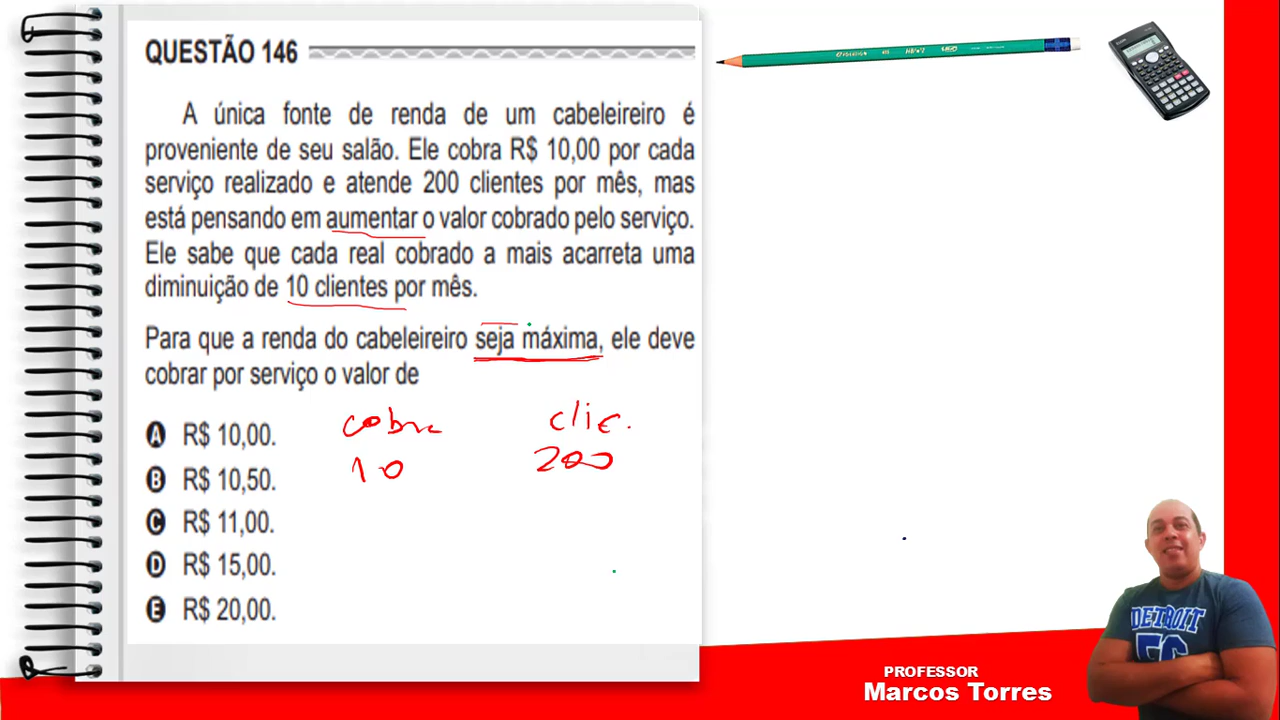 QUESTÃO 146
A única fonte de renda de um cabeleireiro é
proveniente de seu salão. Ele cobra R$ 10,00 por cada
serviço realizado e atende 200 clientes por mês, mas
está pensando em aumentar o valor cobrado pelo serviço.
Ele sabe que cada real cobrado a mais acarreta uma
diminuição de 10 clientes por mês.
Para que a renda do cabeleireiro seja máxima, ele deve
cobrar por serviço o valor de
A R$ 10,00.
B R$ 10,50.
C R$ 11,00.
D R$ 15,00.
E R$ 20,00.
cobra clie.
10 200
DETROIT
PROFESSOR
Marcos Torres